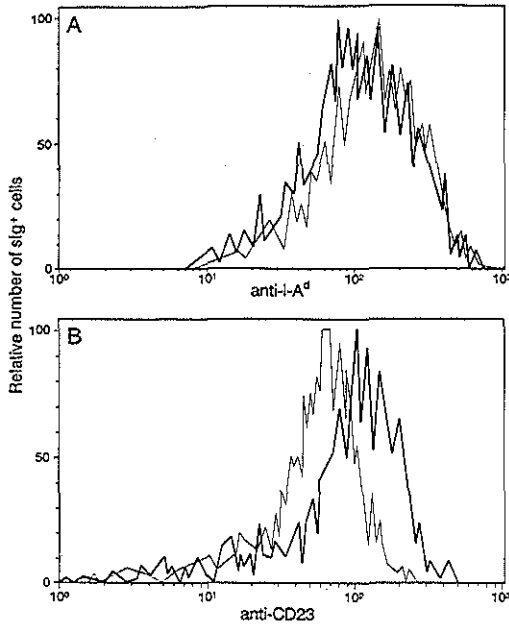 A
100
50
0
10⁰ 10¹ 10² 10³
anti-I-Aᵈ
Relative number of sIg⁺ cells
B
100
50
0
10⁰ 10¹ 10² 10³
anti-CD23